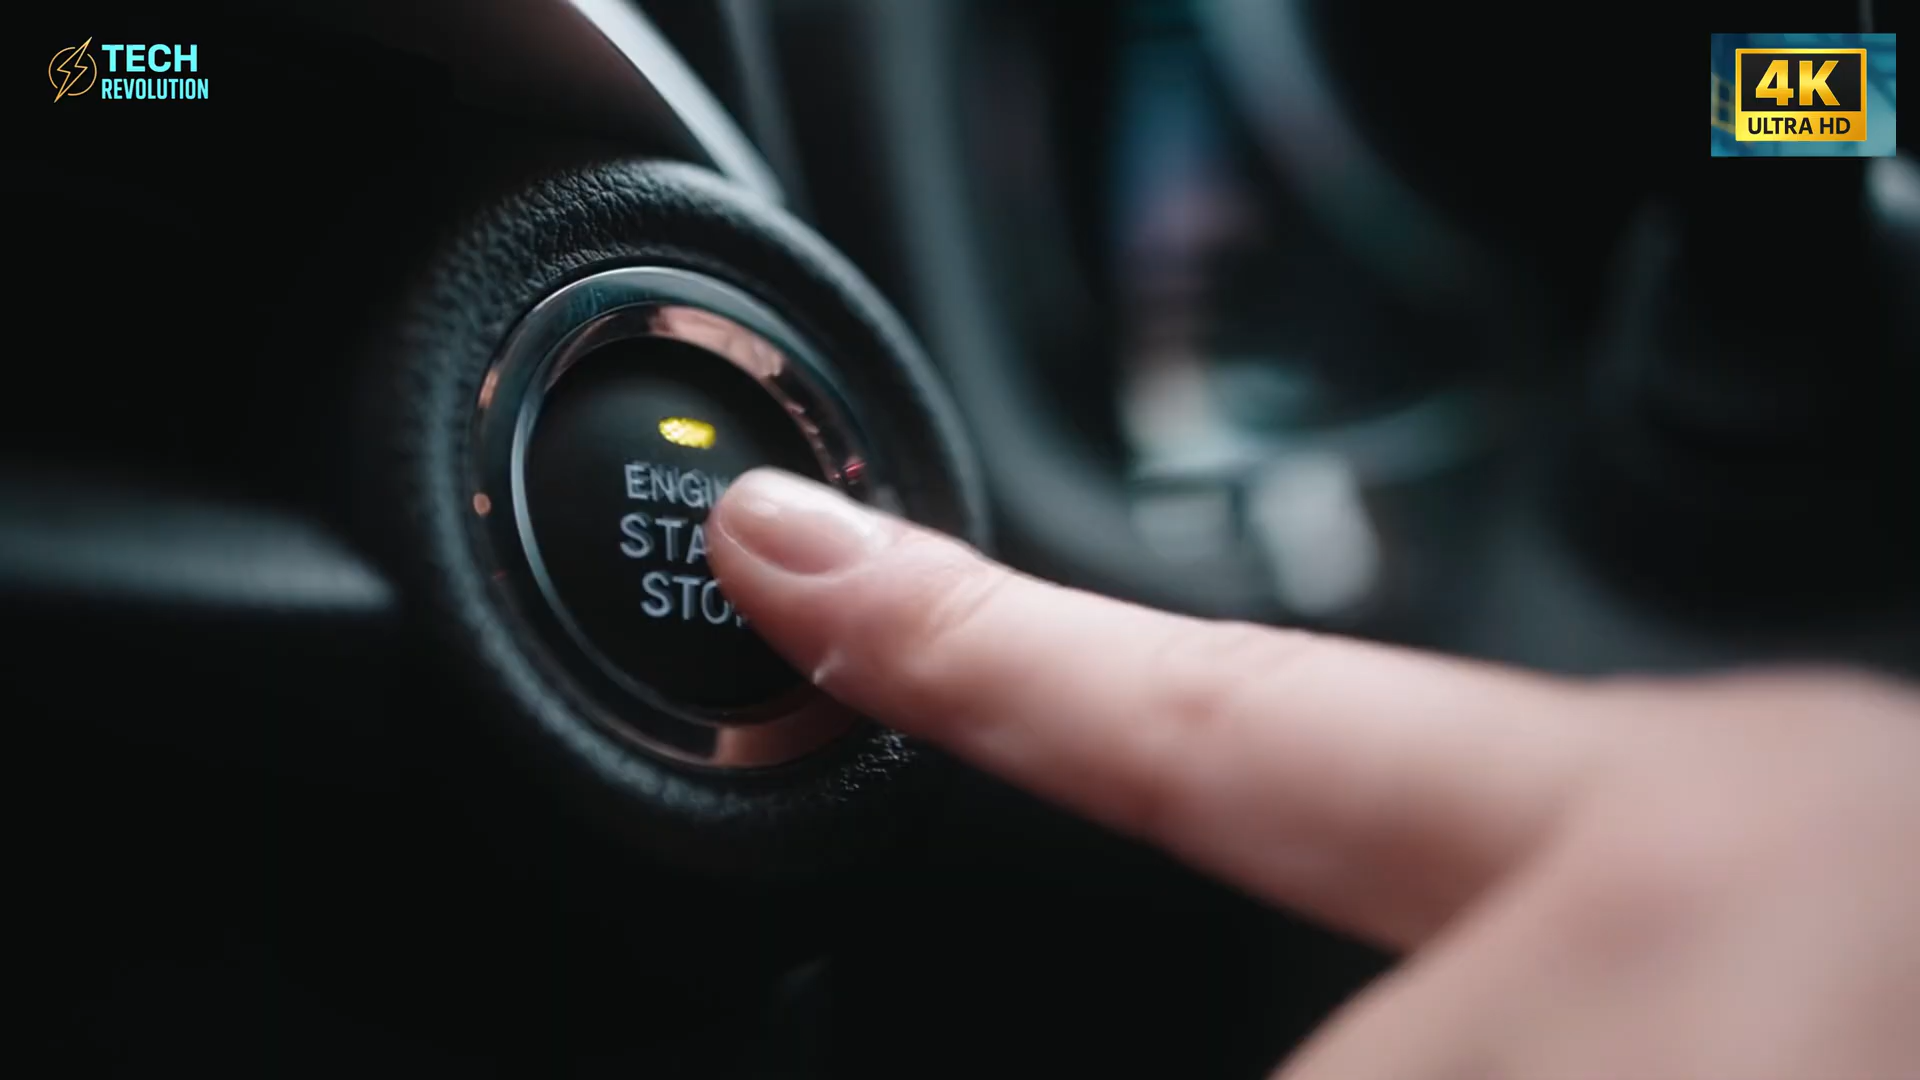 TECH
REVOLUTION
4K
ULTRA HD
ENGI
STA
STO